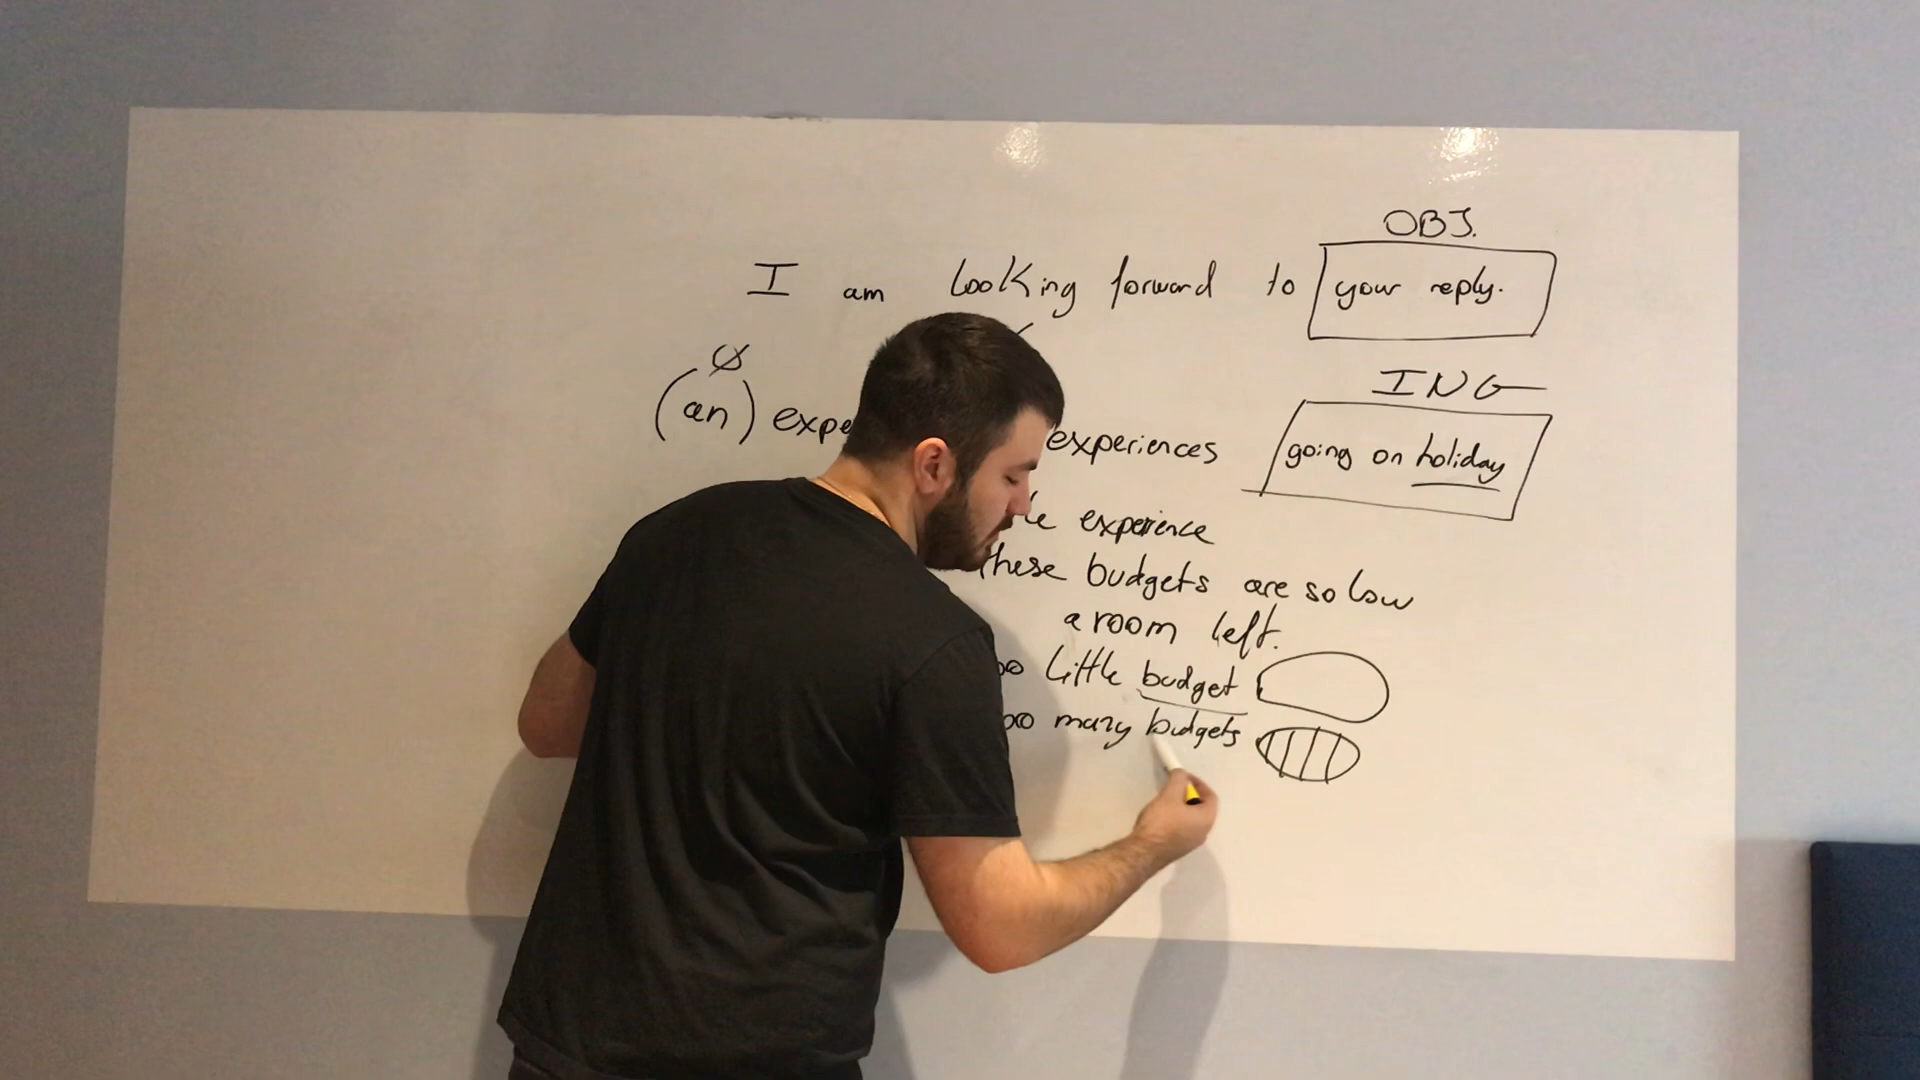 OBJ.
I am looking forward to your reply.
Ø
ING
(an) expe experiences
going on holiday
experience
these budgets are so low
a room left.
little budget
many budgets